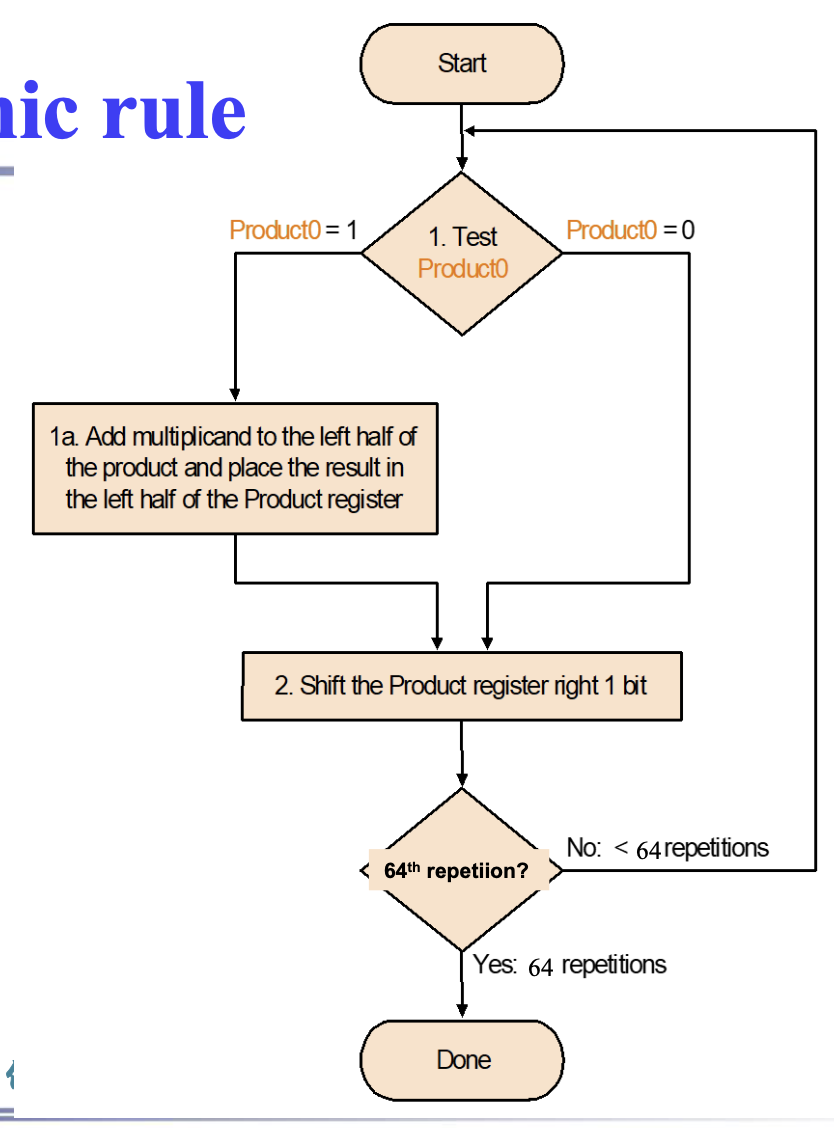 Start
nic rule
Product0 = 1
1. Test
Product0
Product0 = 0
1a. Add multiplicand to the left half of
the product and place the result in
the left half of the Product register
2. Shift the Product register right 1 bit
64th repetiion?
No: < 64 repetitions
Yes: 64 repetitions
Done